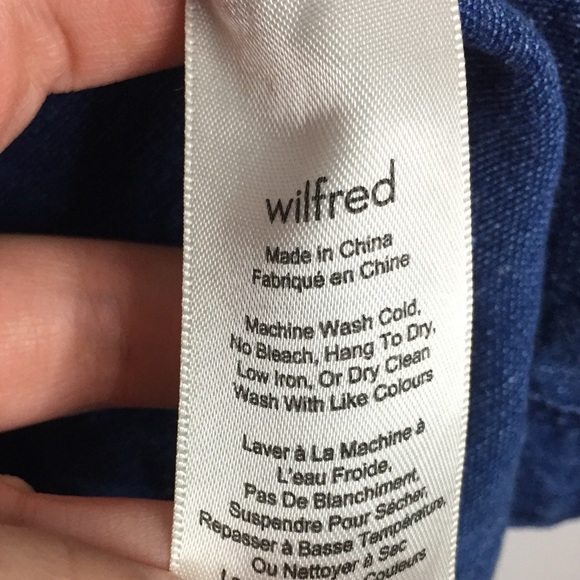 wilfred
Made in China
Fabriqué en Chine
Machine Wash Cold,
No Bleach, Hang To Dry,
Low Iron, Or Dry Clean
Wash With Like Colours
Laver à La Machine à
L'eau Froide,
Pas De Blanchiment,
Suspendre Pour Sécher,
Repasser à Basse Température,
Ou Nettoyer à Sec
Couleurs